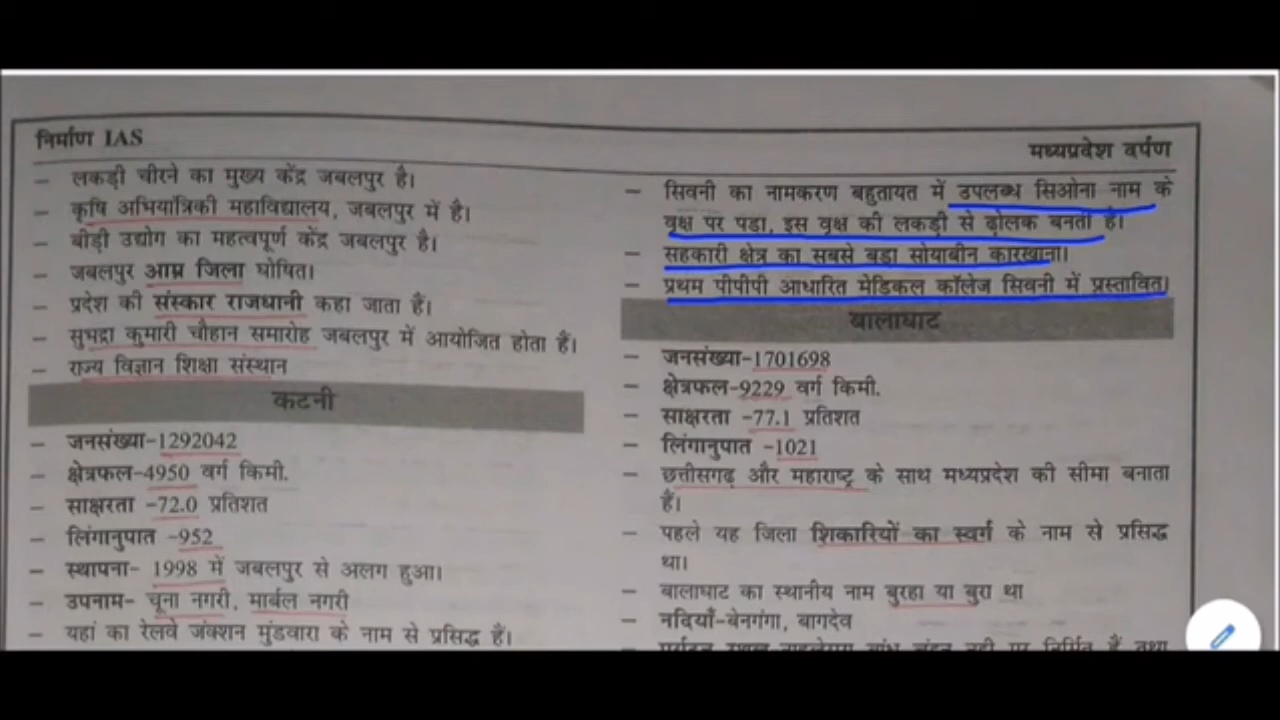 निर्माण IAS
मध्यप्रदेश दर्पण
– लकड़ी चीरने का मुख्य केंद्र जबलपुर है।
– कृषि अभियांत्रिकी महाविद्यालय, जबलपुर में है।
– बीड़ी उद्योग का महत्वपूर्ण केंद्र जबलपुर है।
– जबलपुर आम्र जिला घोषित।
– प्रदेश की संस्कार राजधानी कहा जाता हैं।
– सुभद्रा कुमारी चौहान समारोह जबलपुर में आयोजित होता हैं।
– राज्य विज्ञान शिक्षा संस्थान
कटनी
– जनसंख्या-1292042
– क्षेत्रफल-4950 वर्ग किमी.
– साक्षरता -72.0 प्रतिशत
– लिंगानुपात -952
– स्थापना- 1998 में जबलपुर से अलग हुआ।
– उपनाम- चूना नगरी, मार्बल नगरी
– यहां का रेलवे जंक्शन मुंडवारा के नाम से प्रसिद्ध हैं।
– सिवनी का नामकरण बहुतायत में उपलब्ध सिओना नाम के
वृक्ष पर पडा, इस वृक्ष की लकड़ी से ढ़ोलक बनती है।
– सहकारी क्षेत्र का सबसे बडा सोयाबीन कारखाना।
– प्रथम पीपीपी आधारित मेडिकल कॉलेज सिवनी में प्रस्तावित।
बालाघाट
– जनसंख्या-1701698
– क्षेत्रफल-9229 वर्ग किमी.
– साक्षरता -77.1 प्रतिशत
– लिंगानुपात -1021
– छत्तीसगढ़ और महाराष्ट्र के साथ मध्यप्रदेश की सीमा बनाता
हैं।
– पहले यह जिला शिकारियों का स्वर्ग के नाम से प्रसिद्ध
था।
– बालाघाट का स्थानीय नाम बुरहा या बुरा था
– नदियाँ-बेनगंगा, बागदेव